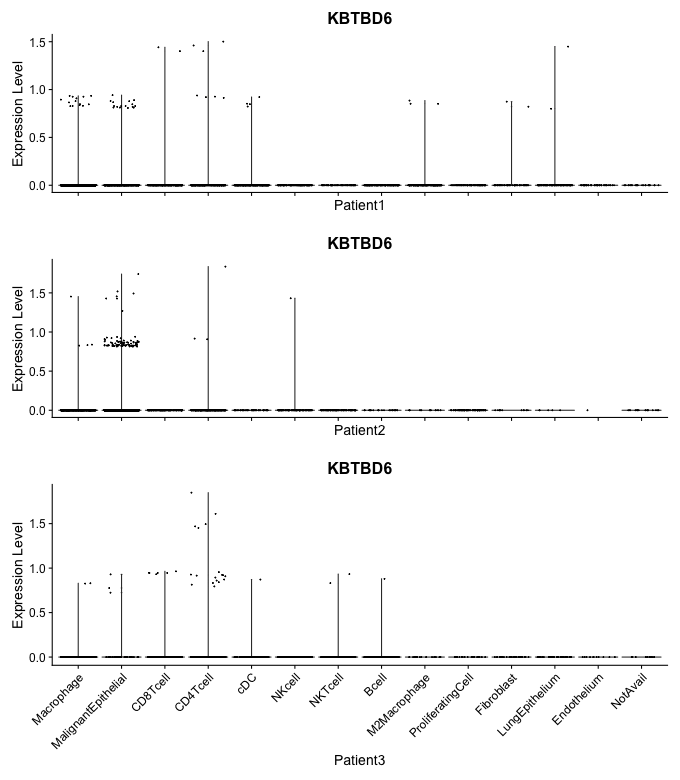 KBTBD6
Expression Level
1.5
1.0
0.5
0.0
Patient1
KBTBD6
Expression Level
1.5
1.0
0.5
0.0
Patient2
KBTBD6
Expression Level
1.5
1.0
0.5
0.0
Macrophage
MalignantEpithelial
CD8Tcell
CD4Tcell
cDC
NKcell
NKTcell
Bcell
M2Macrophage
ProliferatingCell
Fibroblast
LungEpithelium
Endothelium
NotAvail
Patient3